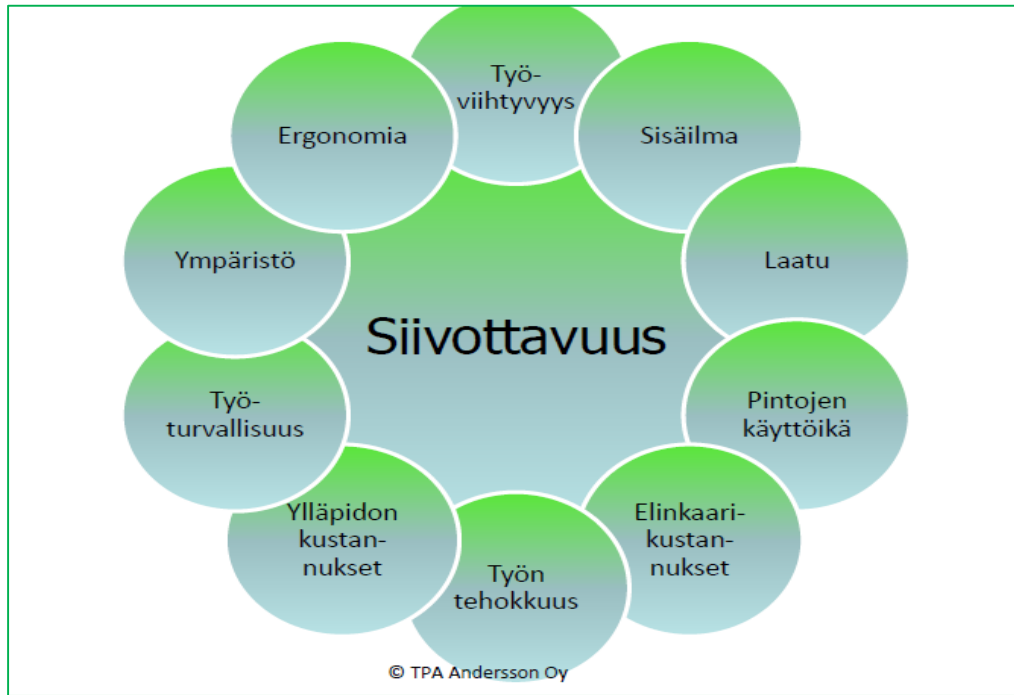 Työ-
viihtyvyys
Sisäilma
Laatu
Pintojen
käyttöikä
Elinkaari-
kustan-
nukset
Työn
tehokkuus
Ylläpidon
kustan-
nukset
Työ-
turvallisuus
Ympäristö
Ergonomia
Siivottavuus
© TPA Andersson Oy